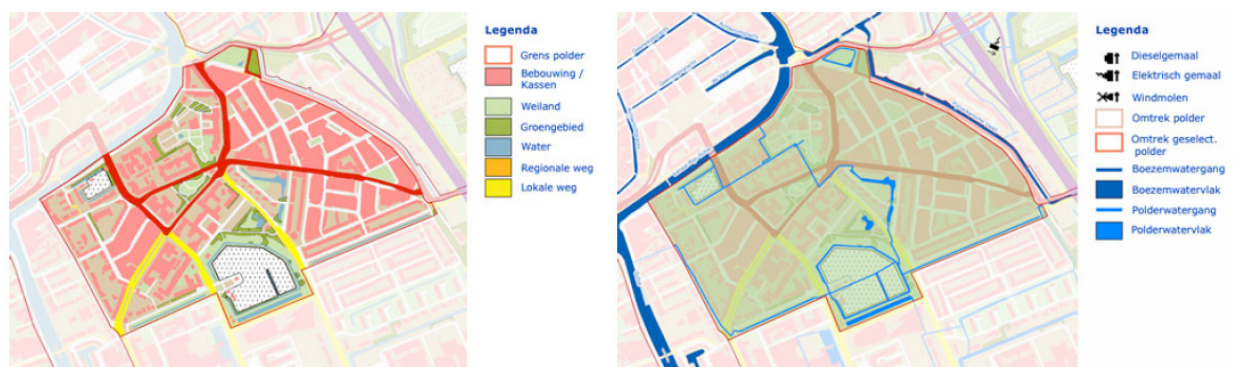 Legenda
Grens polder
Bebouwing /
Kassen
Weiland
Groengebied
Water
Regionale weg
Lokale weg
Legenda
Dieselgemaal
Elektrisch gemaal
Windmolen
Omtrek polder
Omtrek geselect.
polder
Boezemwatergang
Boezemwatervlak
Polderwatergang
Polderwatervlak